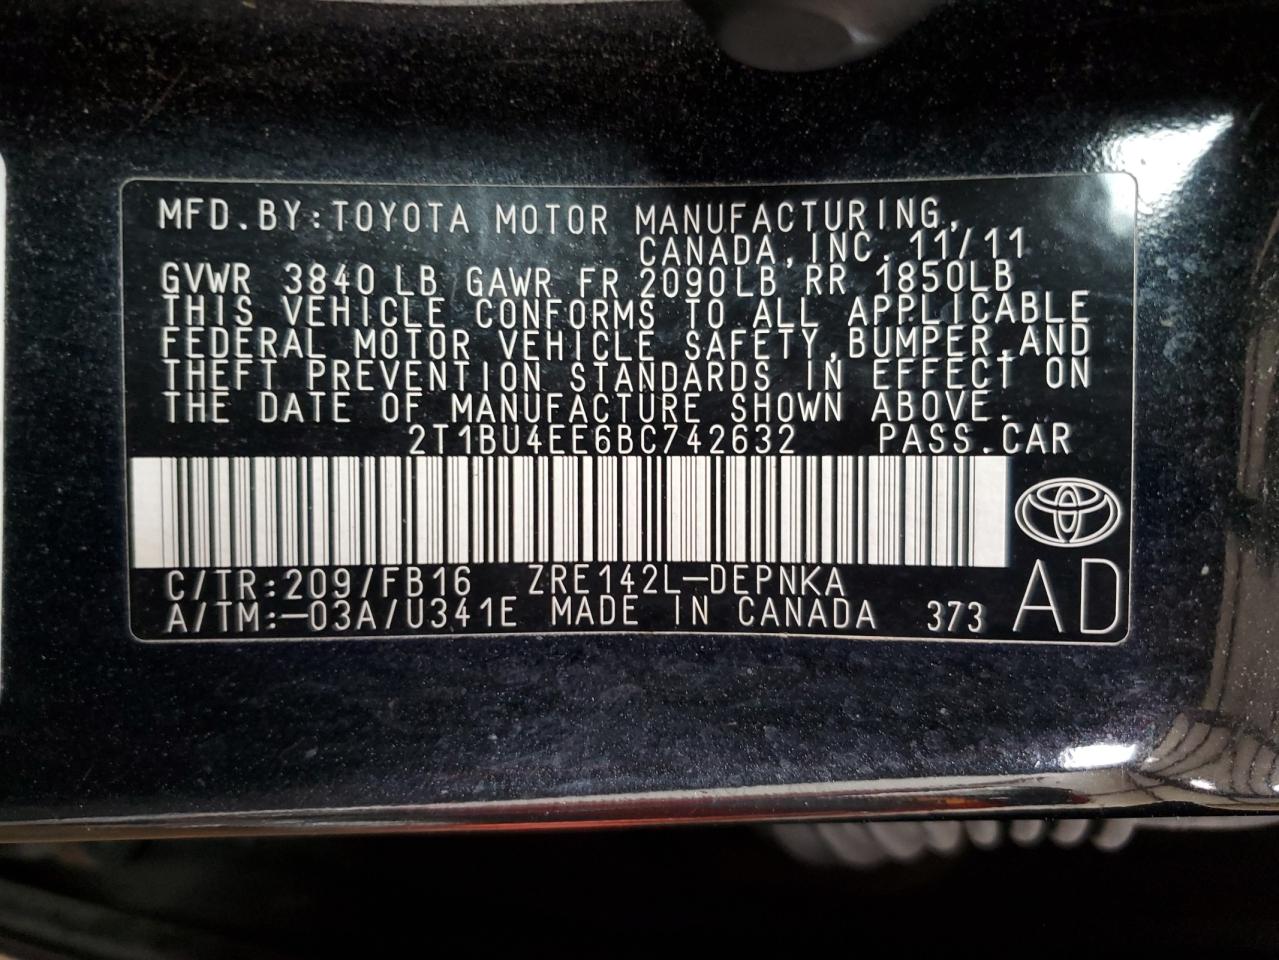 MFD.BY:TOYOTA MOTOR MANUFACTURING,
CANADA,INC. 11/11
GVWR 3840 LB GAWR FR 2090LB RR 1850LB
THIS VEHICLE CONFORMS TO ALL APPLICABLE
FEDERAL MOTOR VEHICLE SAFETY,BUMPER,AND
THEFT PREVENTION STANDARDS IN EFFECT ON
THE DATE OF MANUFACTURE SHOWN ABOVE.
2T1BU4EE6BC742632 PASS.CAR
C/TR:209/FB16 ZRE142L-DEPNKA
A/TM:-03A/U341E MADE IN CANADA 373 AD